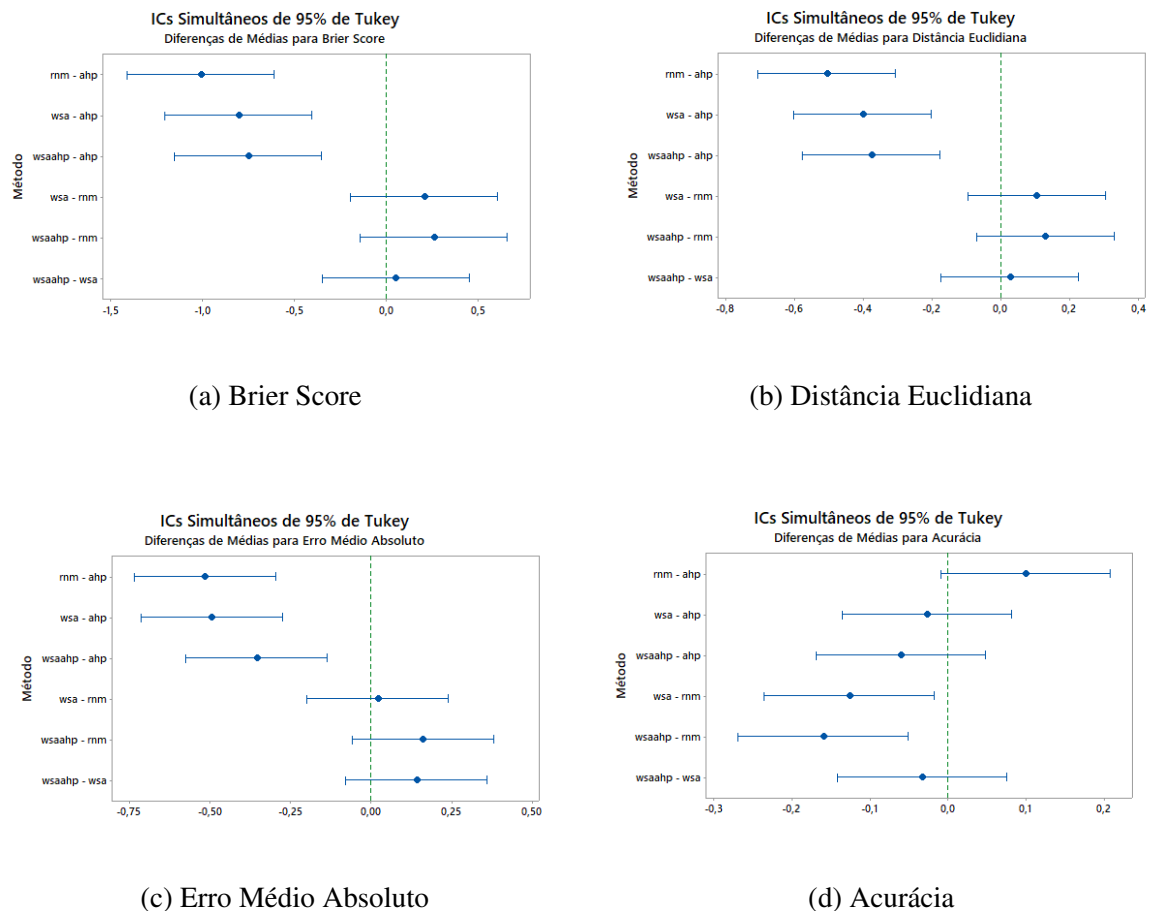 ICs Simultâneos de 95% de Tukey
Diferenças de Médias para Brier Score
Método
rnm - ahp
wsa - ahp
wsaahp - ahp
wsa - rnm
wsaahp - rnm
wsaahp - wsa
-1,5 -1,0 -0,5 0,0 0,5
(a) Brier Score
ICs Simultâneos de 95% de Tukey
Diferenças de Médias para Distância Euclidiana
Método
rnm - ahp
wsa - ahp
wsaahp - ahp
wsa - rnm
wsaahp - rnm
wsaahp - wsa
-0,8 -0,6 -0,4 -0,2 0,0 0,2 0,4
(b) Distância Euclidiana
ICs Simultâneos de 95% de Tukey
Diferenças de Médias para Erro Médio Absoluto
Método
rnm - ahp
wsa - ahp
wsaahp - ahp
wsa - rnm
wsaahp - rnm
wsaahp - wsa
-0,75 -0,50 -0,25 0,00 0,25 0,50
(c) Erro Médio Absoluto
ICs Simultâneos de 95% de Tukey
Diferenças de Médias para Acurácia
Método
rnm - ahp
wsa - ahp
wsaahp - ahp
wsa - rnm
wsaahp - rnm
wsaahp - wsa
-0,3 -0,2 -0,1 0,0 0,1 0,2
(d) Acurácia